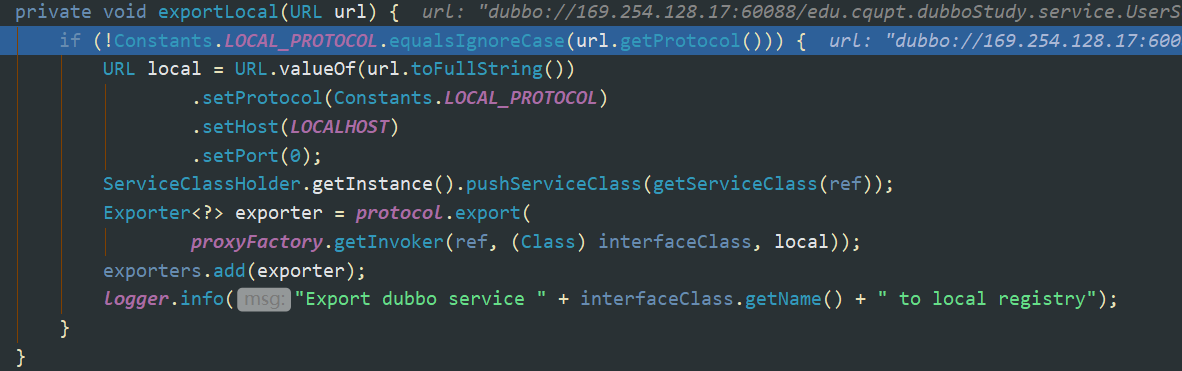 private void exportLocal(URL url) {  url: "dubbo://169.254.128.17:60088/edu.cqupt.dubboStudy.service.UserS
if (!Constants.LOCAL_PROTOCOL.equalsIgnoreCase(url.getProtocol())) {  url: "dubbo://169.254.128.17:600
URL local = URL.valueOf(url.toFullString())
.setProtocol(Constants.LOCAL_PROTOCOL)
.setHost(LOCALHOST)
.setPort(0);
ServiceClassHolder.getInstance().pushServiceClass(getServiceClass(ref));
Exporter<?> exporter = protocol.export(
proxyFactory.getInvoker(ref, (Class) interfaceClass, local));
exporters.add(exporter);
logger.info( msg: "Export dubbo service " + interfaceClass.getName() + " to local registry");
}
}